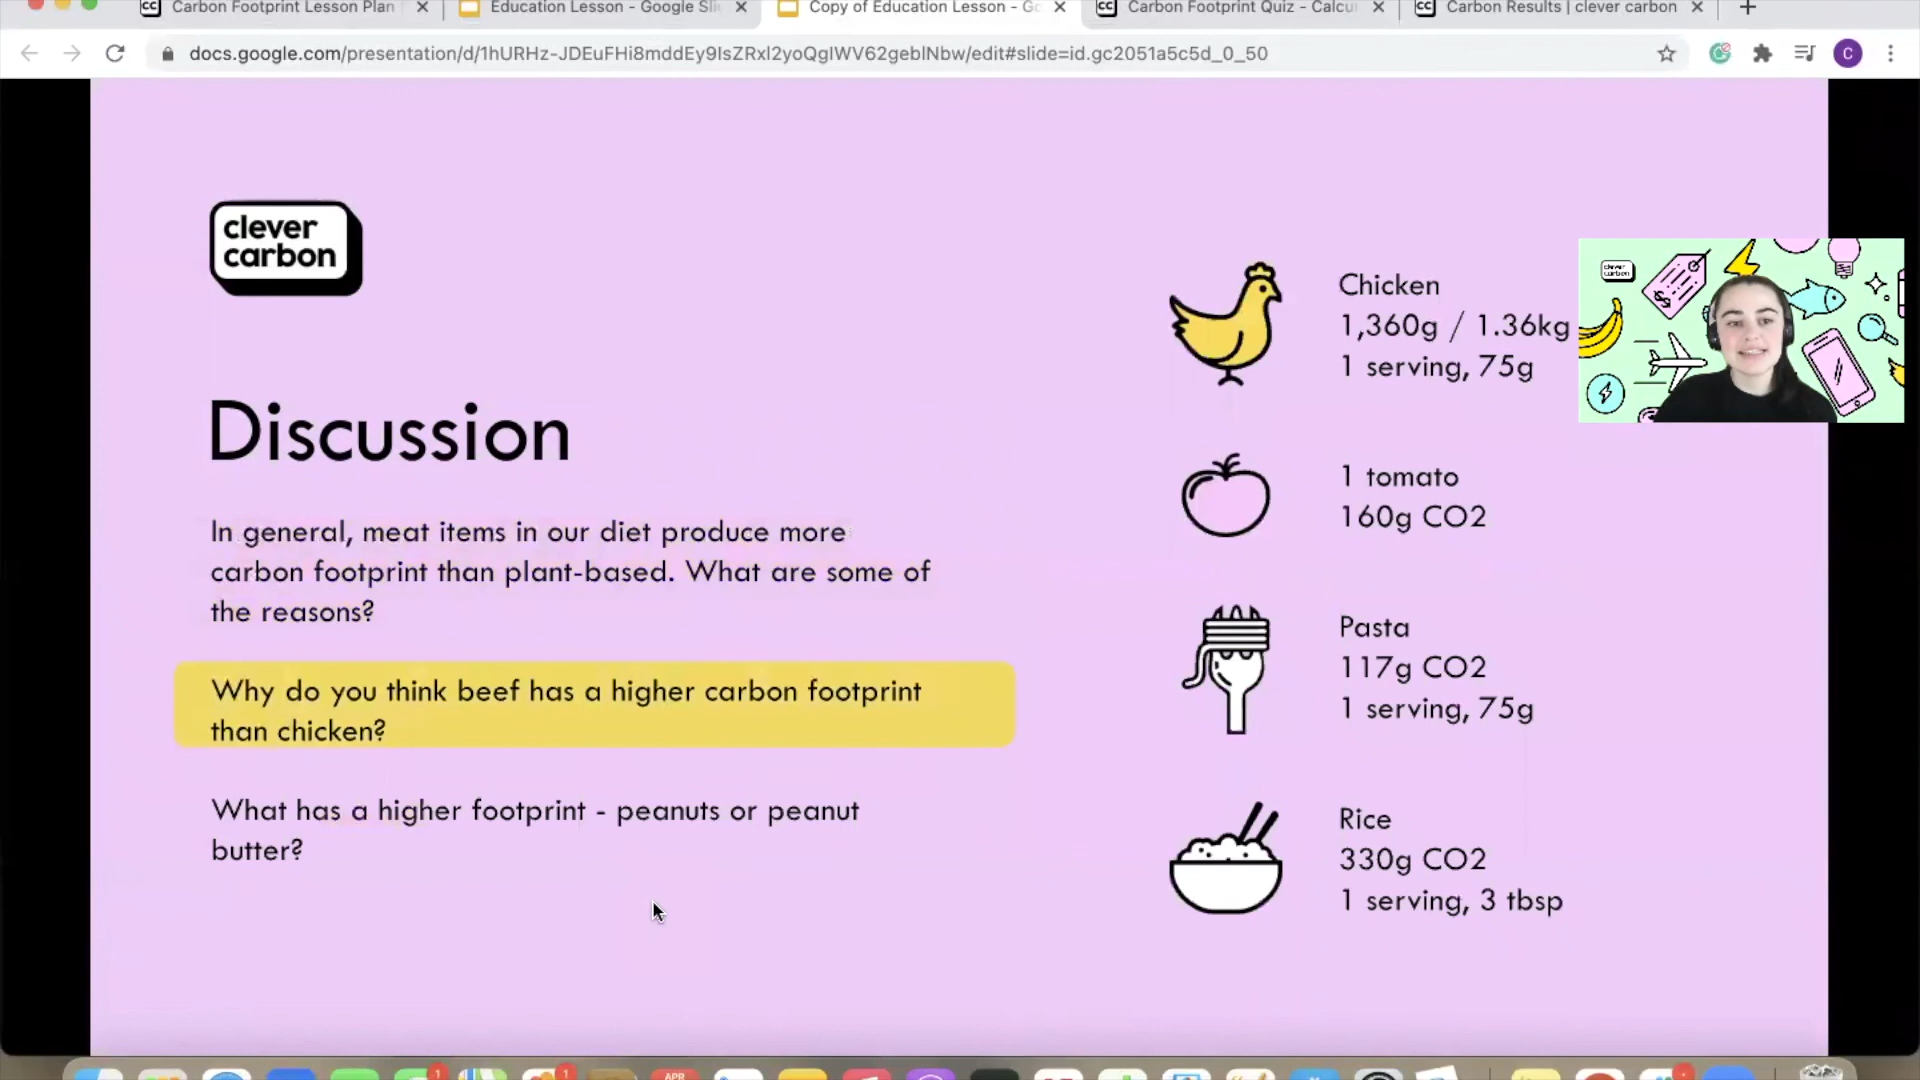 Carbon Footprint Lesson Plan
Education Lesson - Google Sli
Copy of Education Lesson - G
Carbon Footprint Quiz - Calcu
Carbon Results | clever carbon
docs.google.com/presentation/d/1hURHz-JDEuFHi8mddEy9IsZRxl2yoQglWV62geblNbw/edit#slide=id.gc2051a5c5d_0_50
C
clever
carbon
Discussion
In general, meat items in our diet produce more
carbon footprint than plant-based. What are some of
the reasons?
Why do you think beef has a higher carbon footprint
than chicken?
What has a higher footprint - peanuts or peanut
butter?
Chicken
1,360g / 1.36kg
1 serving, 75g
1 tomato
160g CO2
Pasta
117g CO2
1 serving, 75g
Rice
330g CO2
1 serving, 3 tbsp
clever
carbon
1
1
APR